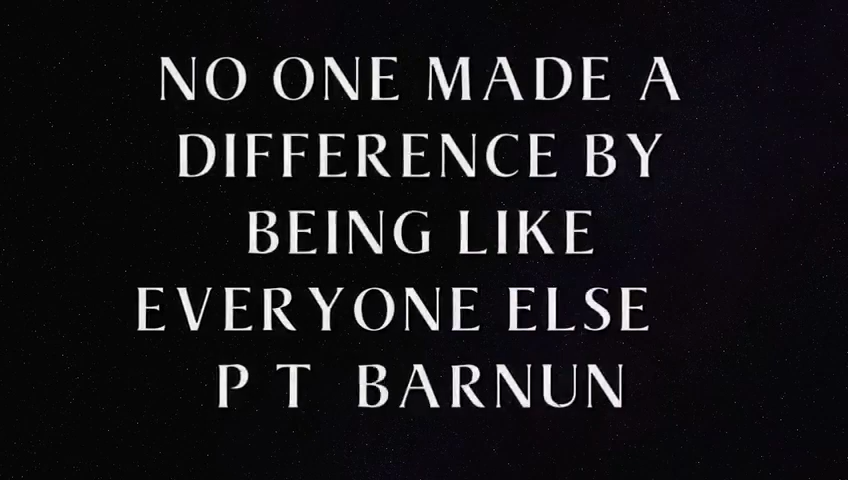 NO ONE MADE A
DIFFERENCE BY
BEING LIKE
EVERYONE ELSE
P T BARNUN